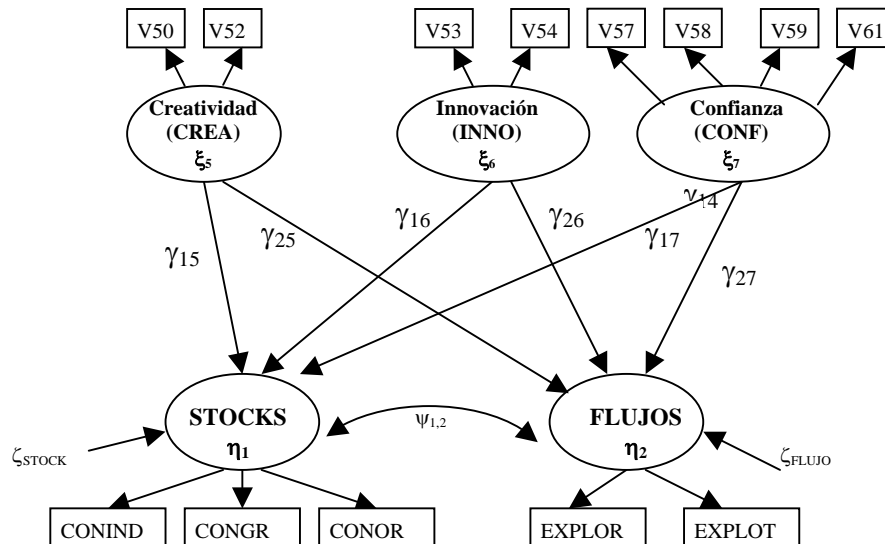 V50
V52
V53
V54
V57
V58
V59
V61
Creatividad
(CREA)
ξ5
Innovación
(INNO)
ξ6
Confianza
(CONF)
ξ7
γ15
γ25
γ16
γ26
γ14
γ17
γ27
STOCKS
η1
ψ1,2
FLUJOS
η2
ζSTOCK
ζFLUJO
CONIND
CONGR
CONOR
EXPLOR
EXPLOT